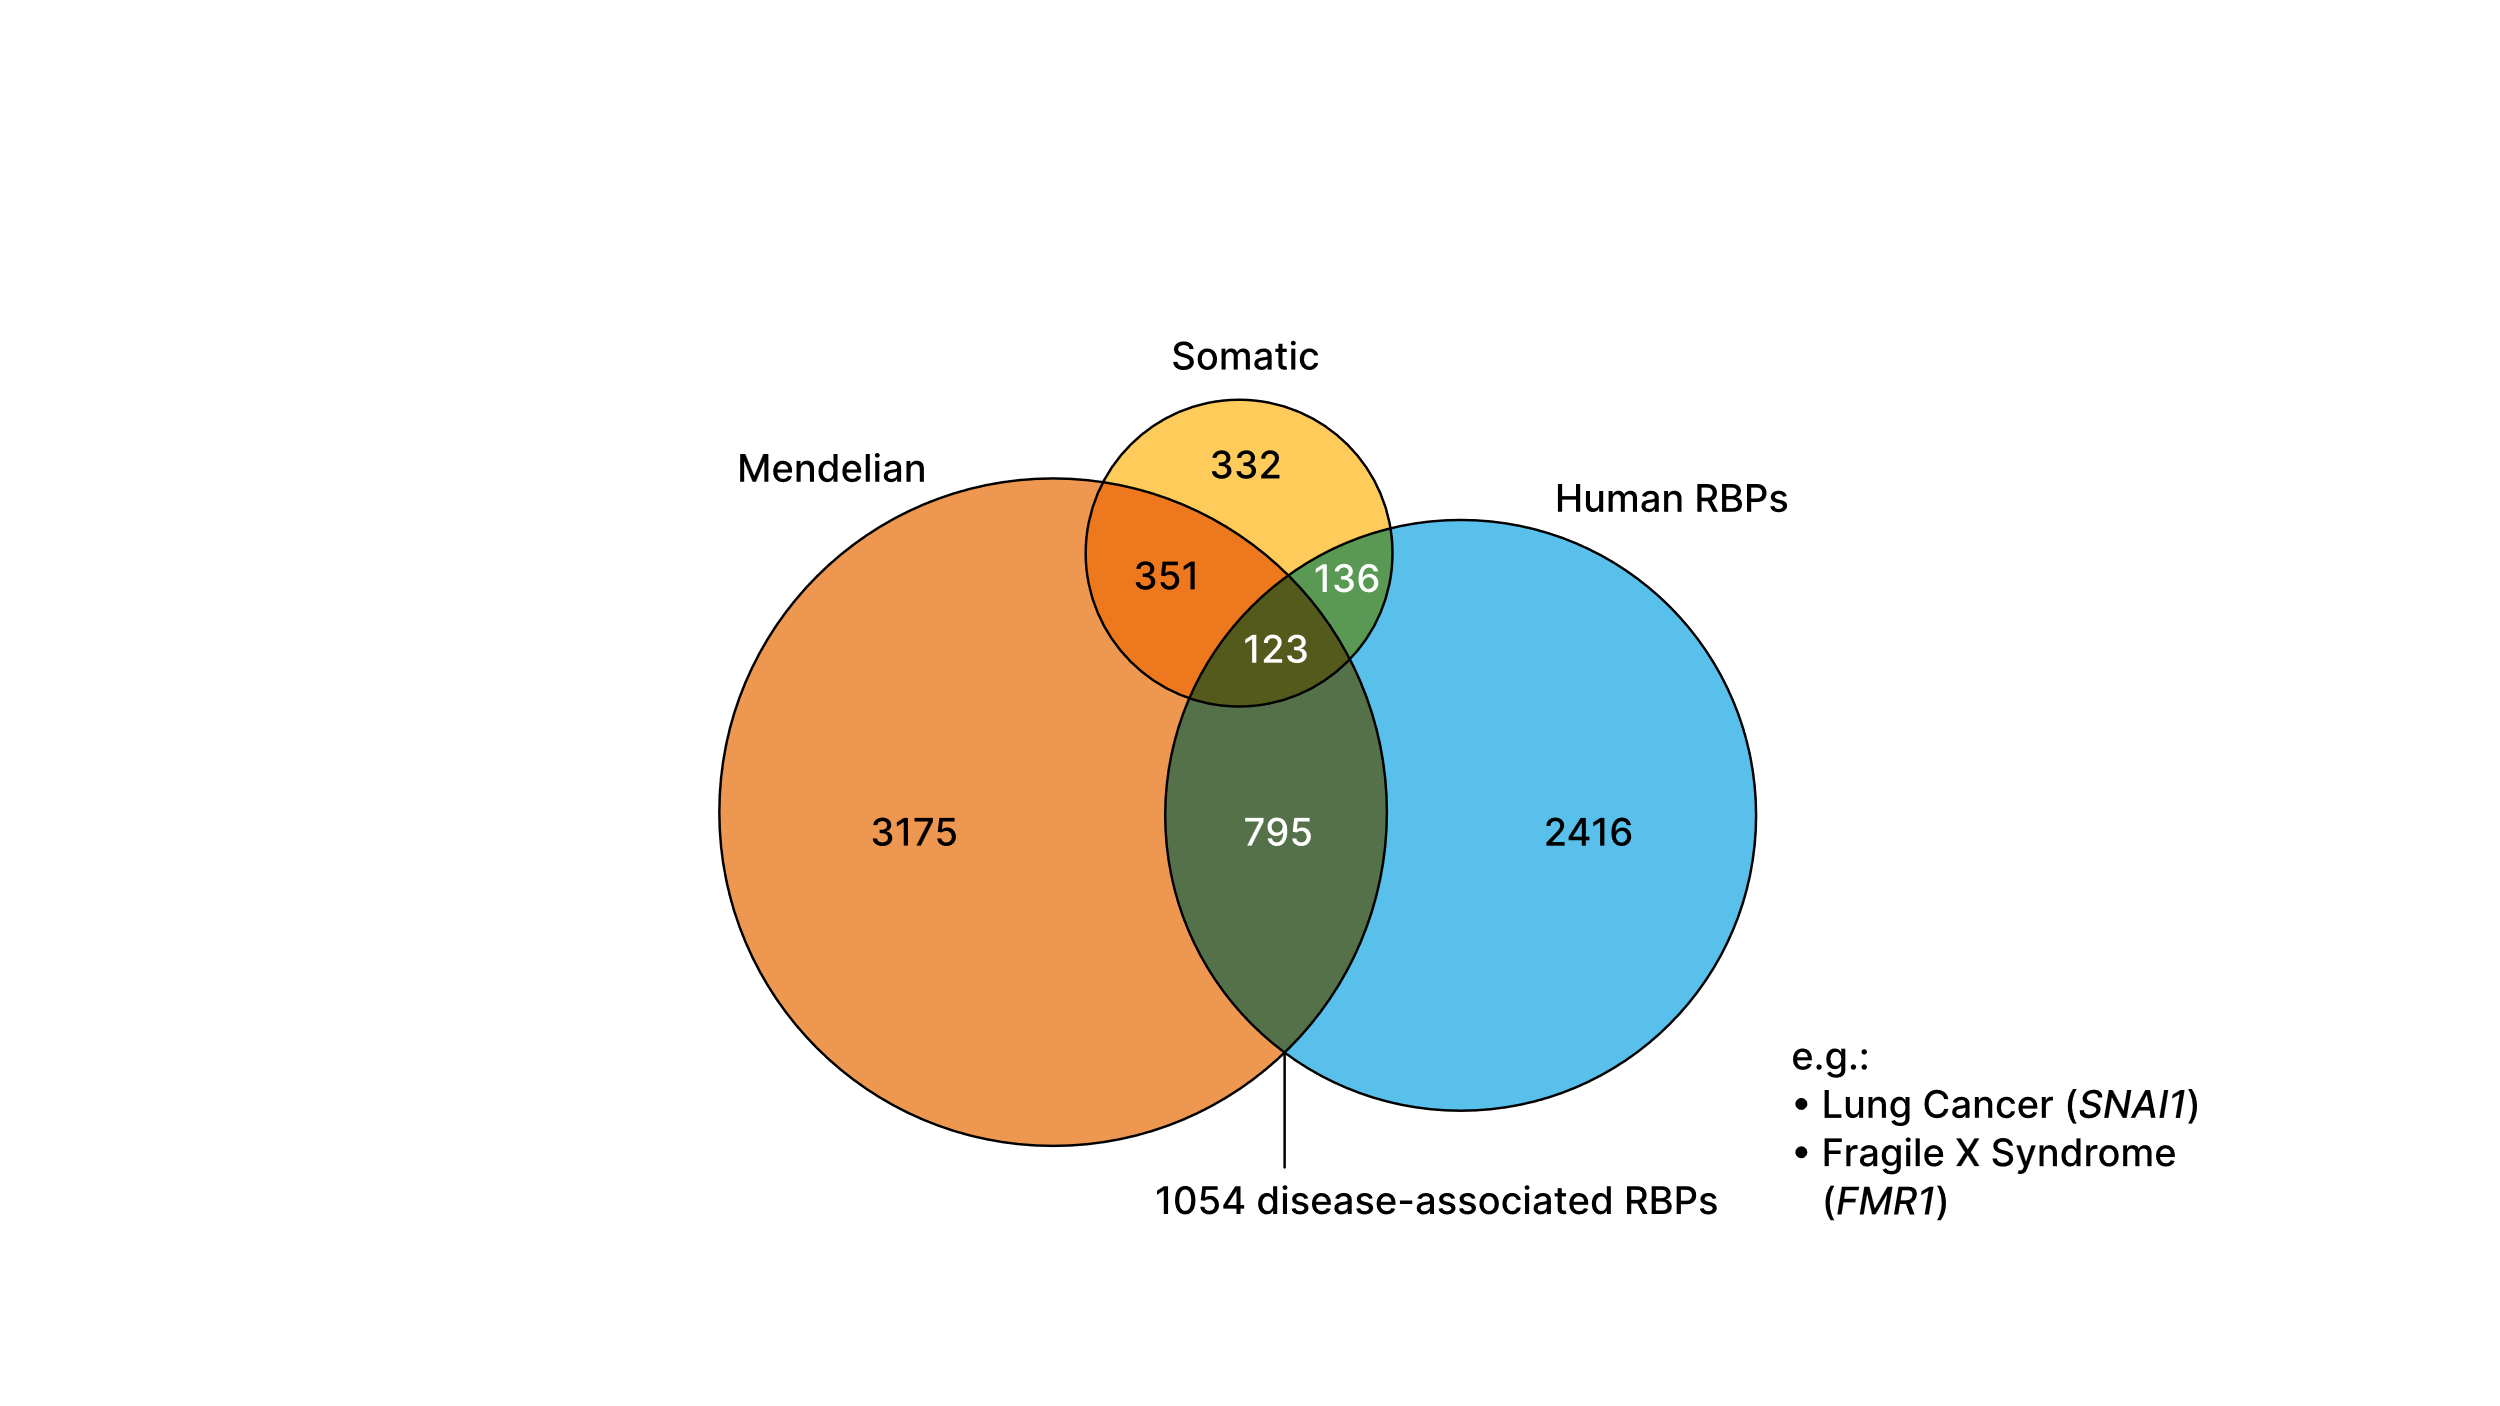 Somatic
Mendelian
332
Human RBPs
351
136
123
3175
795
2416
e.g.:
• Lung Cancer (SNAI1)
• Fragile X Syndrome
(FMR1)
1054 disease-associated RBPs